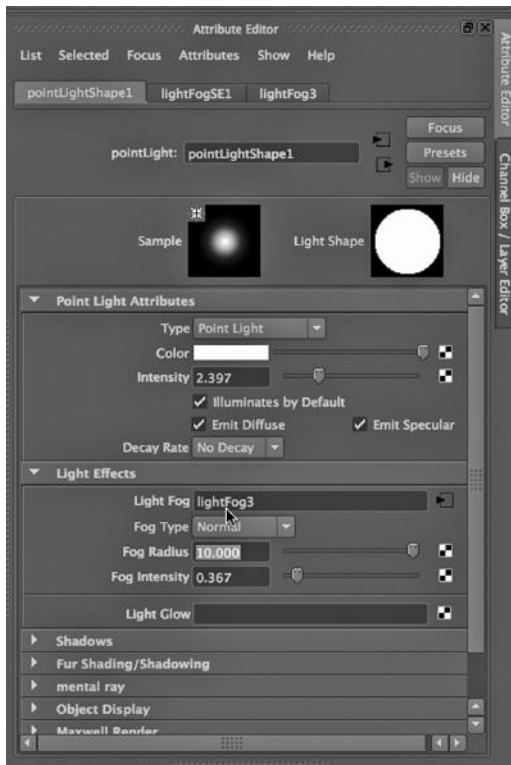 Attribute Editor
List Selected Focus Attributes Show Help
pointLightShape1 lightFogSE1 lightFog3
Focus
pointLight: pointLightShape1 Presets
Show Hide
Sample Light Shape
Point Light Attributes
Type Point Light
Color
Intensity 2.397
Illuminates by Default
Emit Diffuse Emit Specular
Decay Rate No Decay
Light Effects
Light Fog lightFog3
Fog Type Normal
Fog Radius 10.000
Fog Intensity 0.367
Light Glow
Shadows
Fur Shading/Shadowing
mental ray
Object Display
Maxwell Render
Attribute Editor
Channel Box / Layer Editor